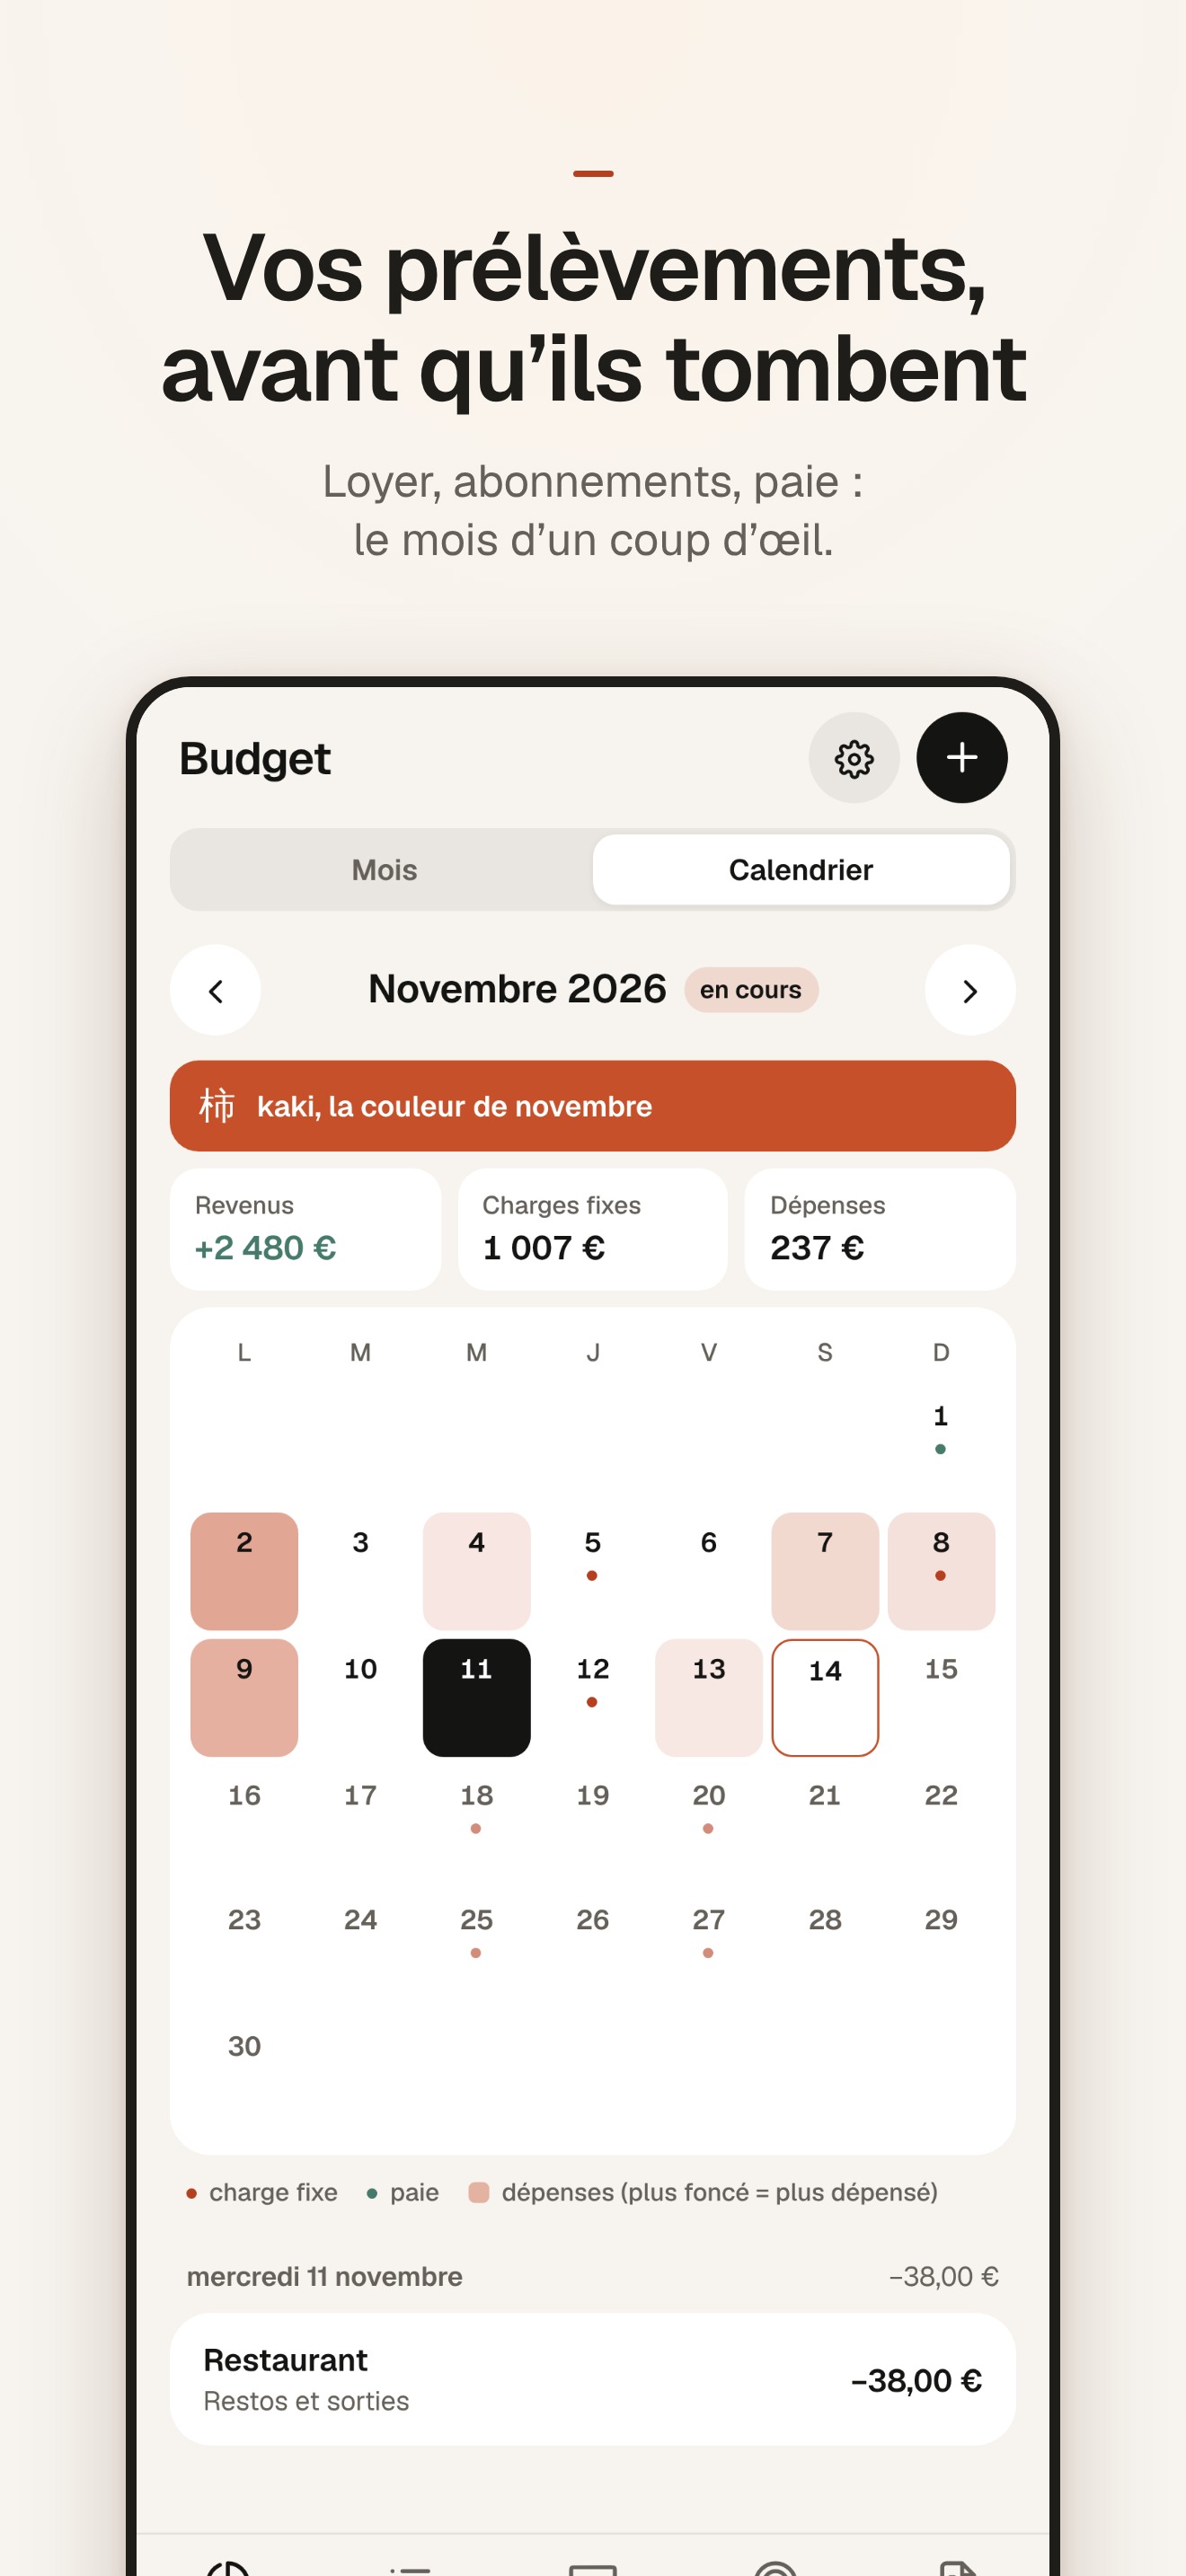 Vos prélèvements,
avant qu’ils tombent
Loyer, abonnements, paie :
le mois d’un coup d’œil.
Budget
Mois Calendrier
Novembre 2026 en cours
柿 kaki, la couleur de novembre
Revenus Charges fixes Dépenses
+2 480 € 1 007 € 237 €
L M M J V S D
1
2 3 4 5 6 7 8
9 10 11 12 13 14 15
16 17 18 19 20 21 22
23 24 25 26 27 28 29
30
charge fixe paie dépenses (plus foncé = plus dépensé)
mercredi 11 novembre −38,00 €
Restaurant
Restos et sorties
−38,00 €